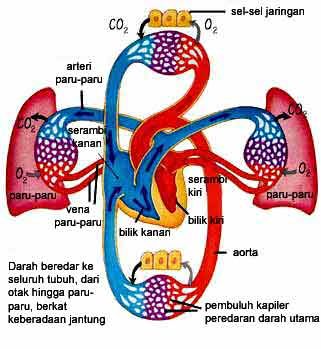 CO2
O2
sel-sel jaringan
arteri
paru-paru
CO2
CO2
serambi
kanan
O2
serambi
kiri
O2
paru-paru
paru-paru
vena
paru-paru
bilik kanan
bilik kiri
aorta
Darah beredar ke
seluruh tubuh, dari
otak hingga paru-
paru, berkat
keberadaan jantung
pembuluh kapiler
peredaran darah utama